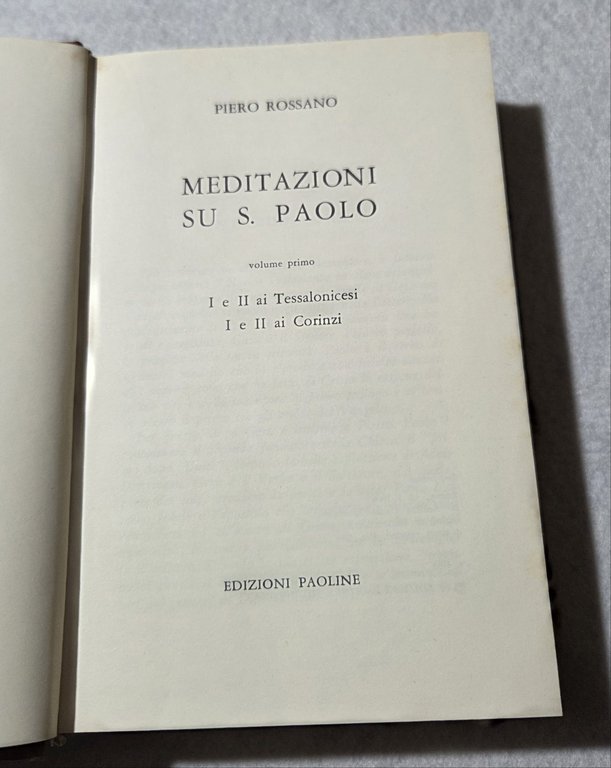 PIERO ROSSANO
MEDITAZIONI
SU S. PAOLO
volume primo
I e II ai Tessalonicesi
I e II ai Corinzi
EDIZIONI PAOLINE